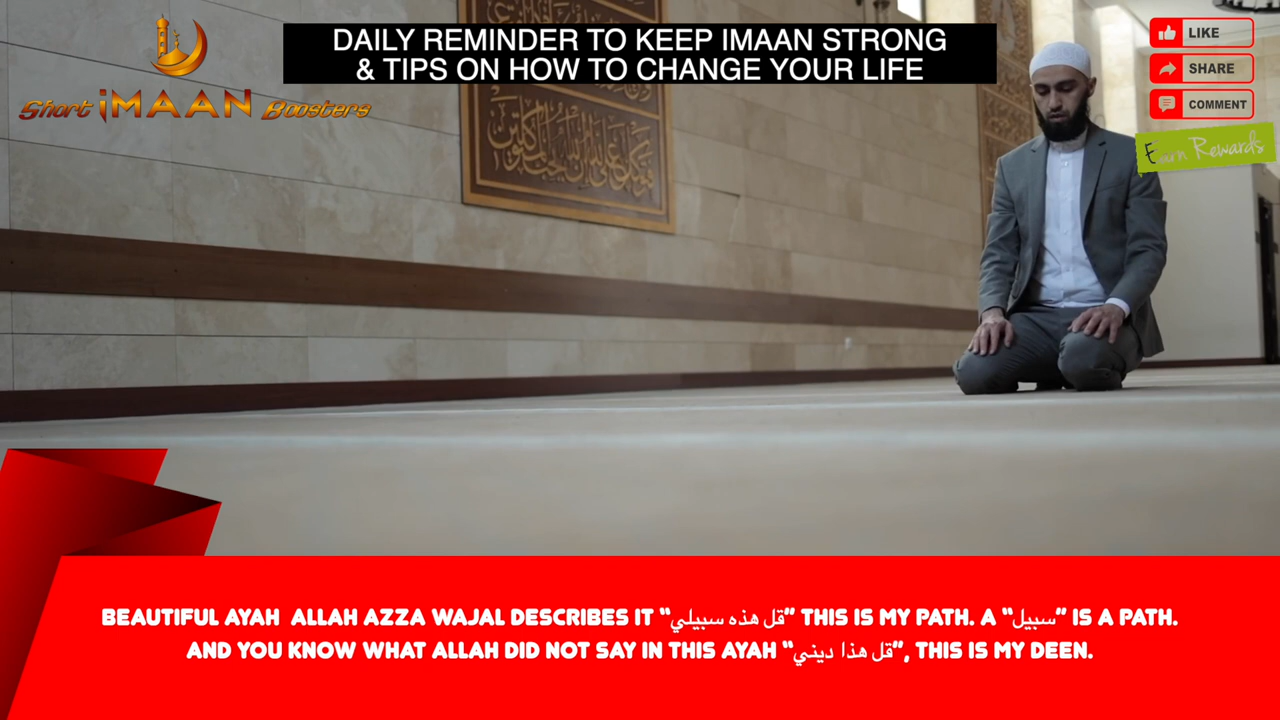 DAILY REMINDER TO KEEP IMAAN STRONG
& TIPS ON HOW TO CHANGE YOUR LIFE
Short iMAAN Boosters
LIKE
SHARE
COMMENT
Earn Rewards
BEAUTIFUL AYAH ALLAH AZZA WAJAL DESCRIBES IT “قل هذه سبيلي” THIS IS MY PATH. A “سبيل” IS A PATH.
AND YOU KNOW WHAT ALLAH DID NOT SAY IN THIS AYAH “قل هذا ديني”, THIS IS MY DEEN.